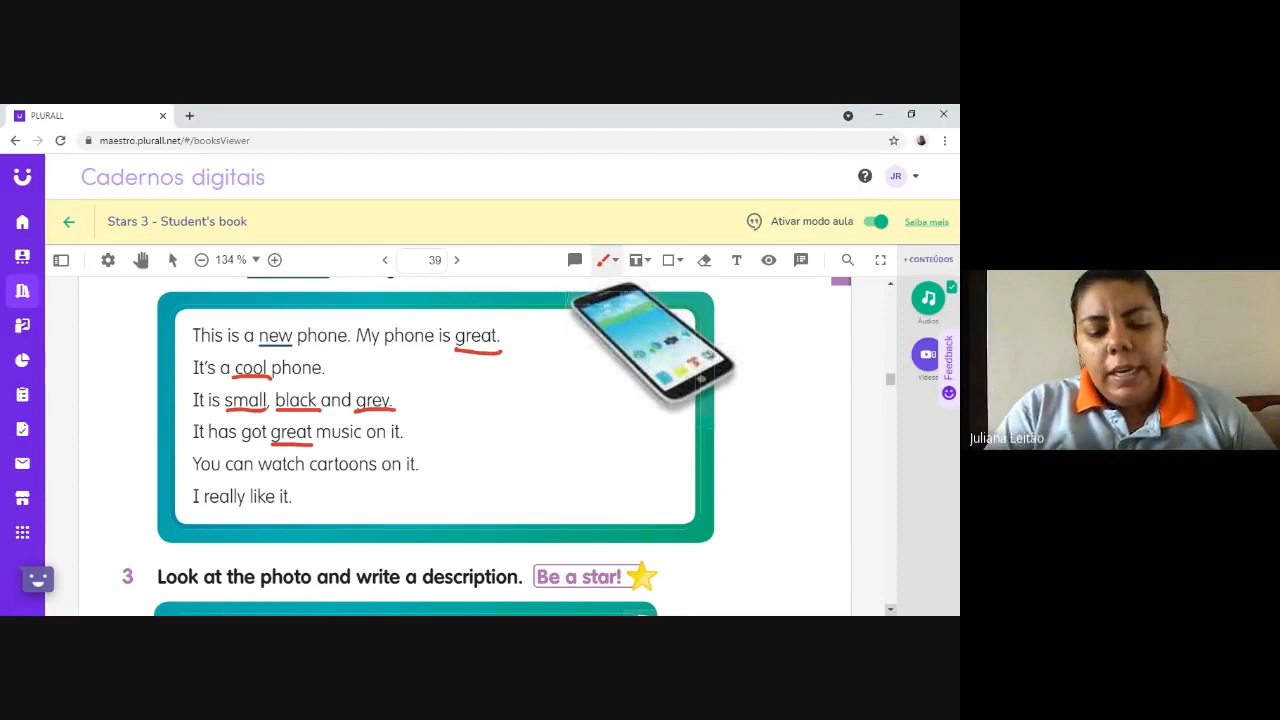 PLURALL
maestro.plurall.net/#/booksViewer
Cadernos digitais
JR
Stars 3 - Student's book
Ativar modo aula
Saiba mais
134 %
39
+ CONTEÚDOS
This is a new phone. My phone is great.
It's a cool phone.
It is small, black and grey.
It has got great music on it.
You can watch cartoons on it.
I really like it.
3 Look at the photo and write a description. Be a star!
Áudios
Vídeos
Feedback
Juliana Leitão